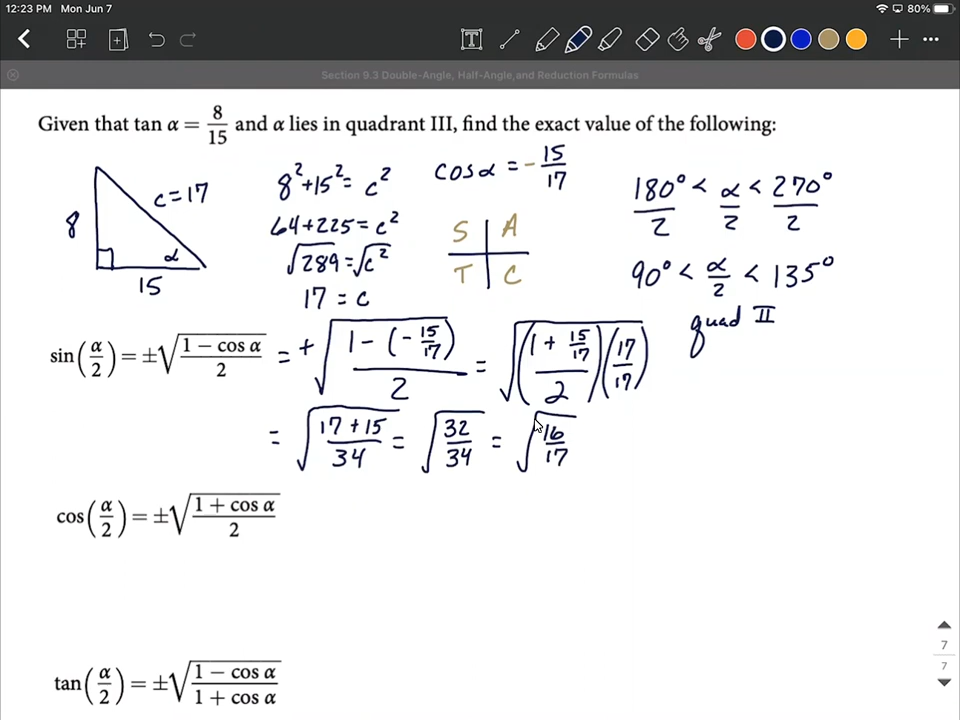 12:23 PM Mon Jun 7
80%
Section 9.3 Double-Angle, Half-Angle,and Reduction Formulas
Given that tan α = 8/15 and α lies in quadrant III, find the exact value of the following:
8
c = 17
α
15
8² + 15² = c²
64 + 225 = c²
√289 = √c²
17 = c
cos α = - 15/17
S A
T C
180°/2 < α/2 < 270°/2
90° < α/2 < 135°
quad II
sin(α/2) = ±√((1 − cos α)/2) = +√((1 - (-15/17))/2) = √(((1 + 15/17)/2)(17/17))
= √((17 + 15)/34) = √(32/34) = √(16/17)
cos(α/2) = ±√((1 + cos α)/2)
tan(α/2) = ±√((1 − cos α)/(1 + cos α))
7
7